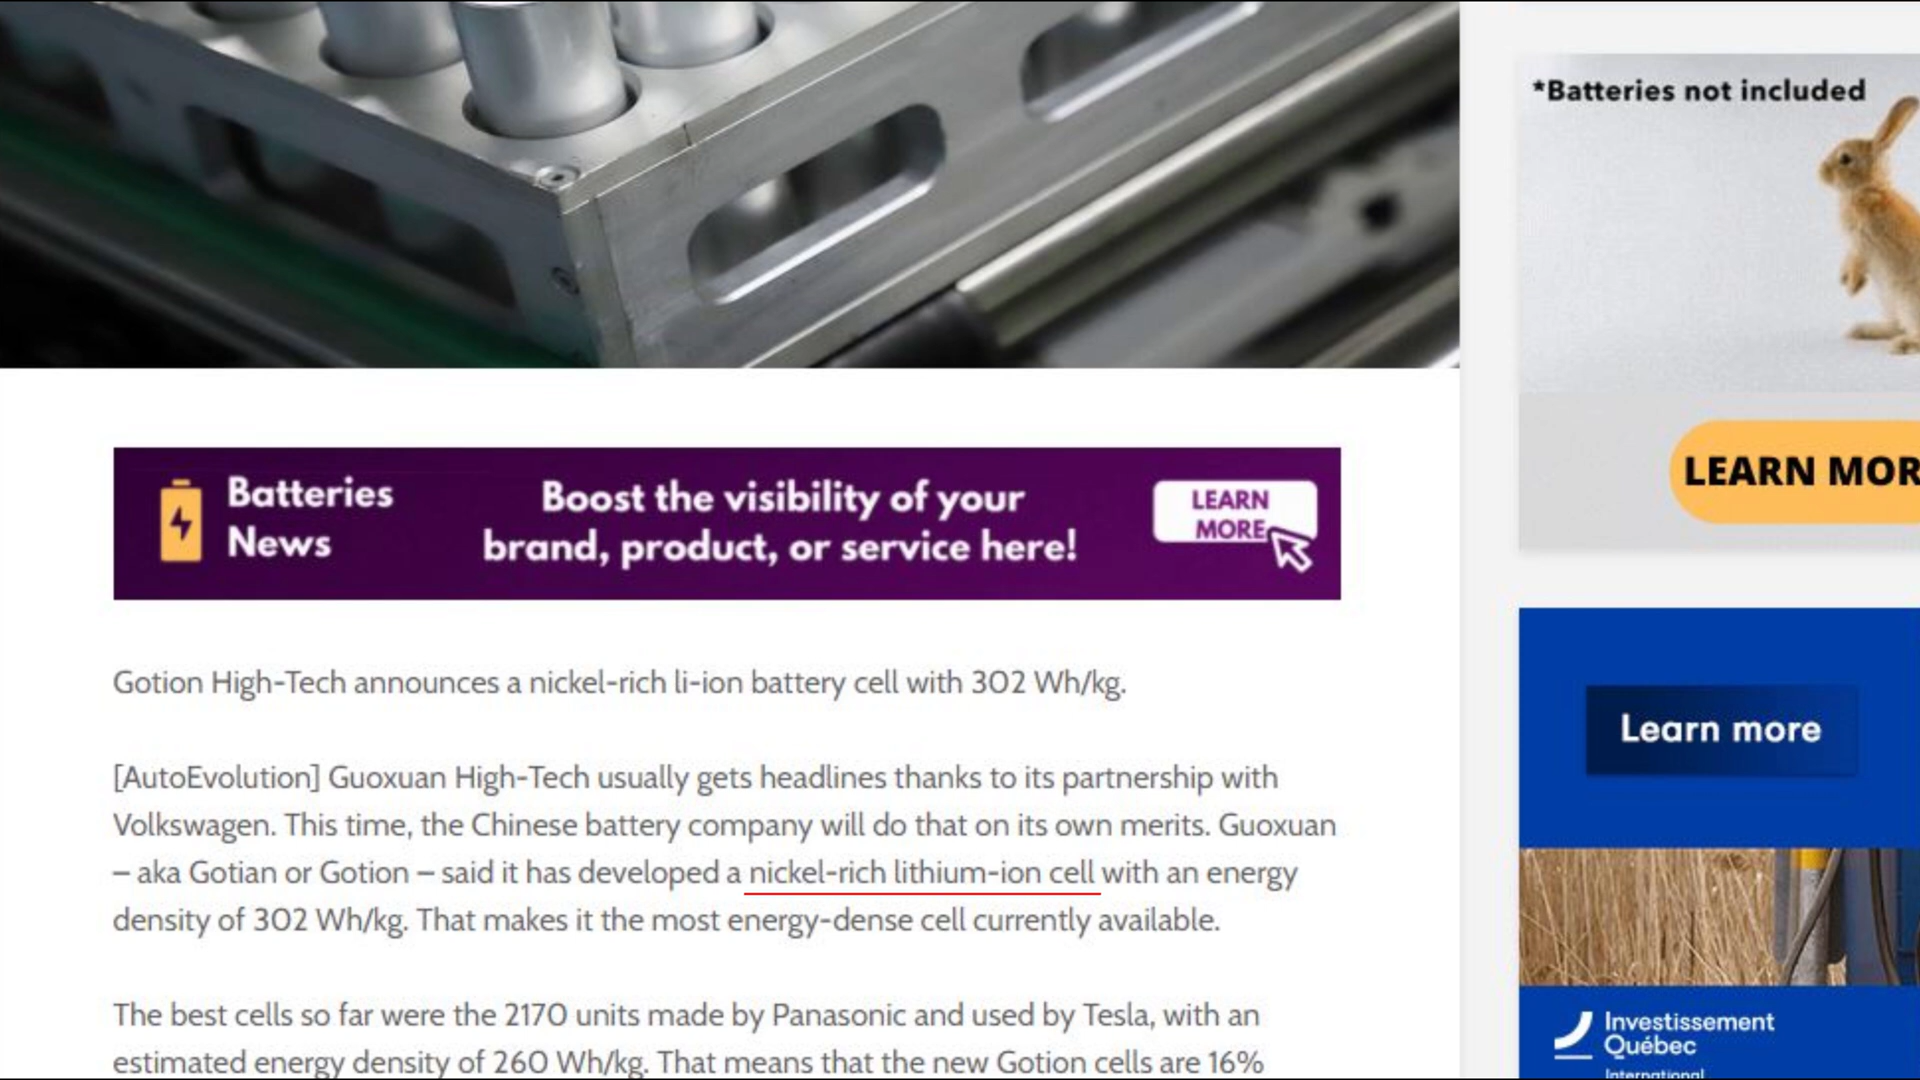 *Batteries not included
LEARN MOR
Batteries
News
Boost the visibility of your
brand, product, or service here!
LEARN
MORE
Gotion High-Tech announces a nickel-rich li-ion battery cell with 302 Wh/kg.
[AutoEvolution] Guoxuan High-Tech usually gets headlines thanks to its partnership with
Volkswagen. This time, the Chinese battery company will do that on its own merits. Guoxuan
– aka Gotian or Gotion – said it has developed a nickel-rich lithium-ion cell with an energy
density of 302 Wh/kg. That makes it the most energy-dense cell currently available.
The best cells so far were the 2170 units made by Panasonic and used by Tesla, with an
estimated energy density of 260 Wh/kg. That means that the new Gotion cells are 16%
Learn more
Investissement
Québec
International